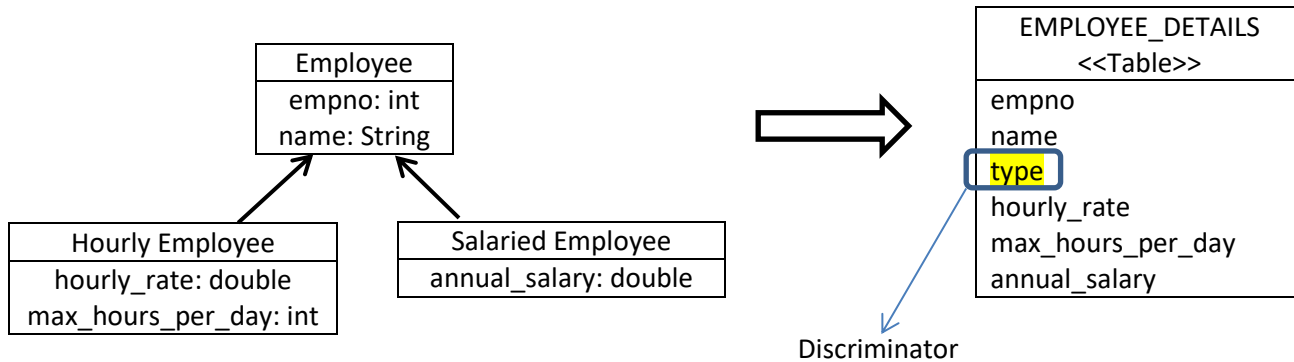 Employee
empno: int
name: String
Hourly Employee
hourly_rate: double
max_hours_per_day: int
Salaried Employee
annual_salary: double
EMPLOYEE_DETAILS
<<Table>>
empno
name
type
hourly_rate
max_hours_per_day
annual_salary
Discriminator